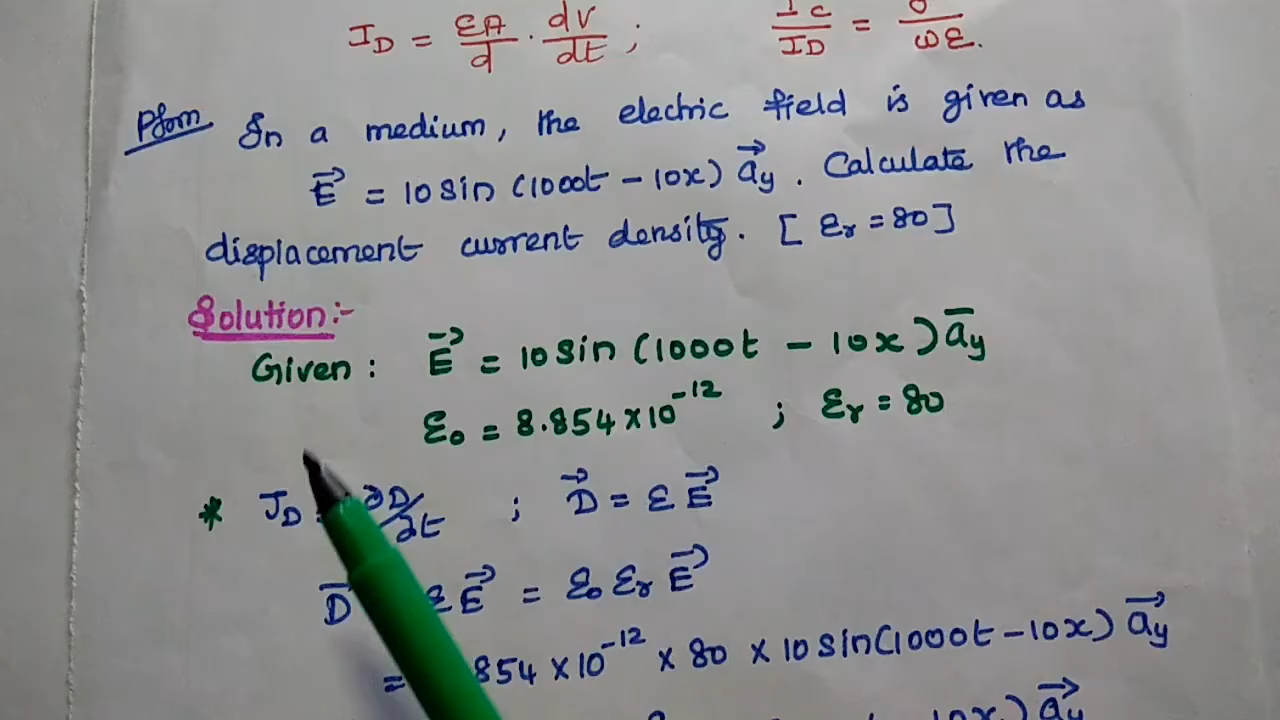 I_D = εA/d · dv/dt ; I_C/I_D = σ/ωε.
Pbm In a medium, the electric field is given as
E⃗ = 10 sin (1000t − 10x) a⃗y . Calculate the
displacement current density. [ εr = 80 ]
Solution:-
Given : E⃗ = 10 sin (1000t − 10x) a̅y
ε₀ = 8.854 × 10⁻¹² ; εr = 80
* J_D = ∂D/∂t ; D⃗ = ε E⃗
D̅ ε E⃗ = ε₀ εr E⃗
= 854 × 10⁻¹² × 80 × 10 sin (1000t − 10x) a⃗y
10x) a⃗y